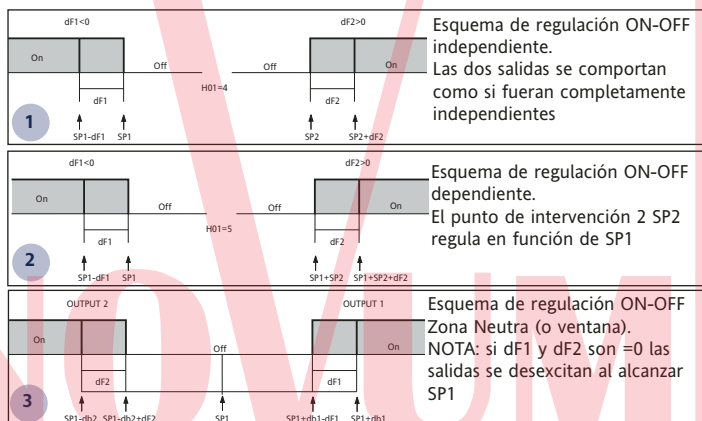 dF1<0
dF2>0
On
Off
Off
On
H01=4
dF1
dF2
1
SP1-dF1
SP1
SP2
SP2+dF2
Esquema de regulación ON-OFF
independiente.
Las dos salidas se comportan
como si fueran completamente
independientes
dF1<0
dF2>0
On
Off
Off
On
H01=5
dF1
dF2
2
SP1-dF1
SP1
SP1+SP2
SP1+SP2+dF2
Esquema de regulación ON-OFF
dependiente.
El punto de intervención 2 SP2
regula en función de SP1
OUTPUT 2
OUTPUT 1
On
Off
On
dF2
dF1
3
SP1-db2
SP1-db2+dF2
SP1
SP1+db1-dF1
SP1+db1
Esquema de regulación ON-OFF
Zona Neutra (o ventana).
NOTA: si dF1 y dF2 son =0 las
salidas se desexcitan al alcanzar
SP1
NOVUM